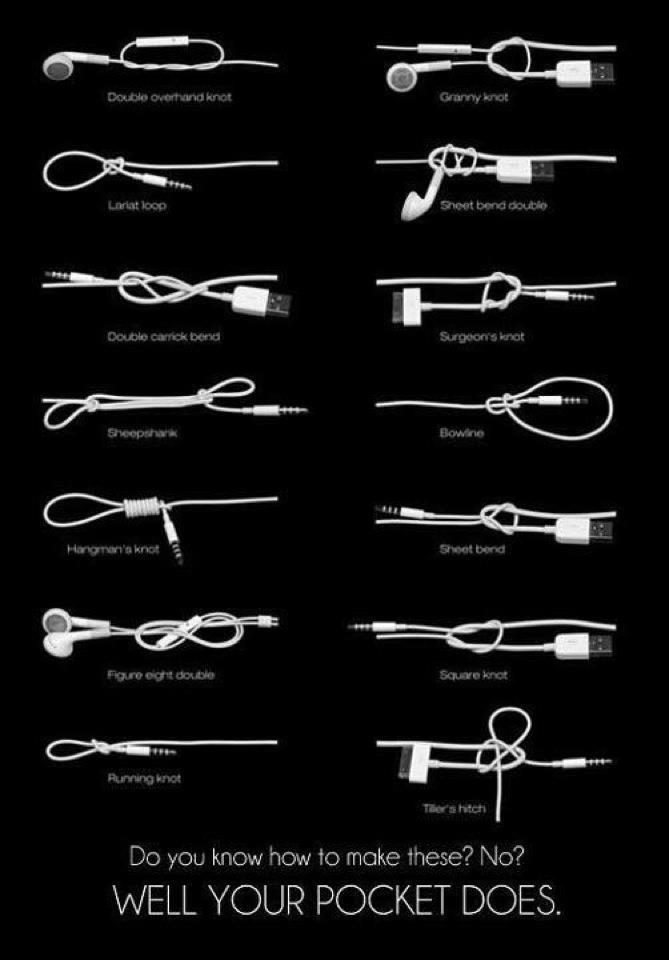 Double overhand knot
Granny knot
Lariat loop
Sheet bend double
Double carrick bend
Surgeon's knot
Sheepshank
Bowline
Hangman's knot
Sheet bend
Figure eight double
Square knot
Running knot
Tiller's hitch
Do you know how to make these? No?
WELL YOUR POCKET DOES.